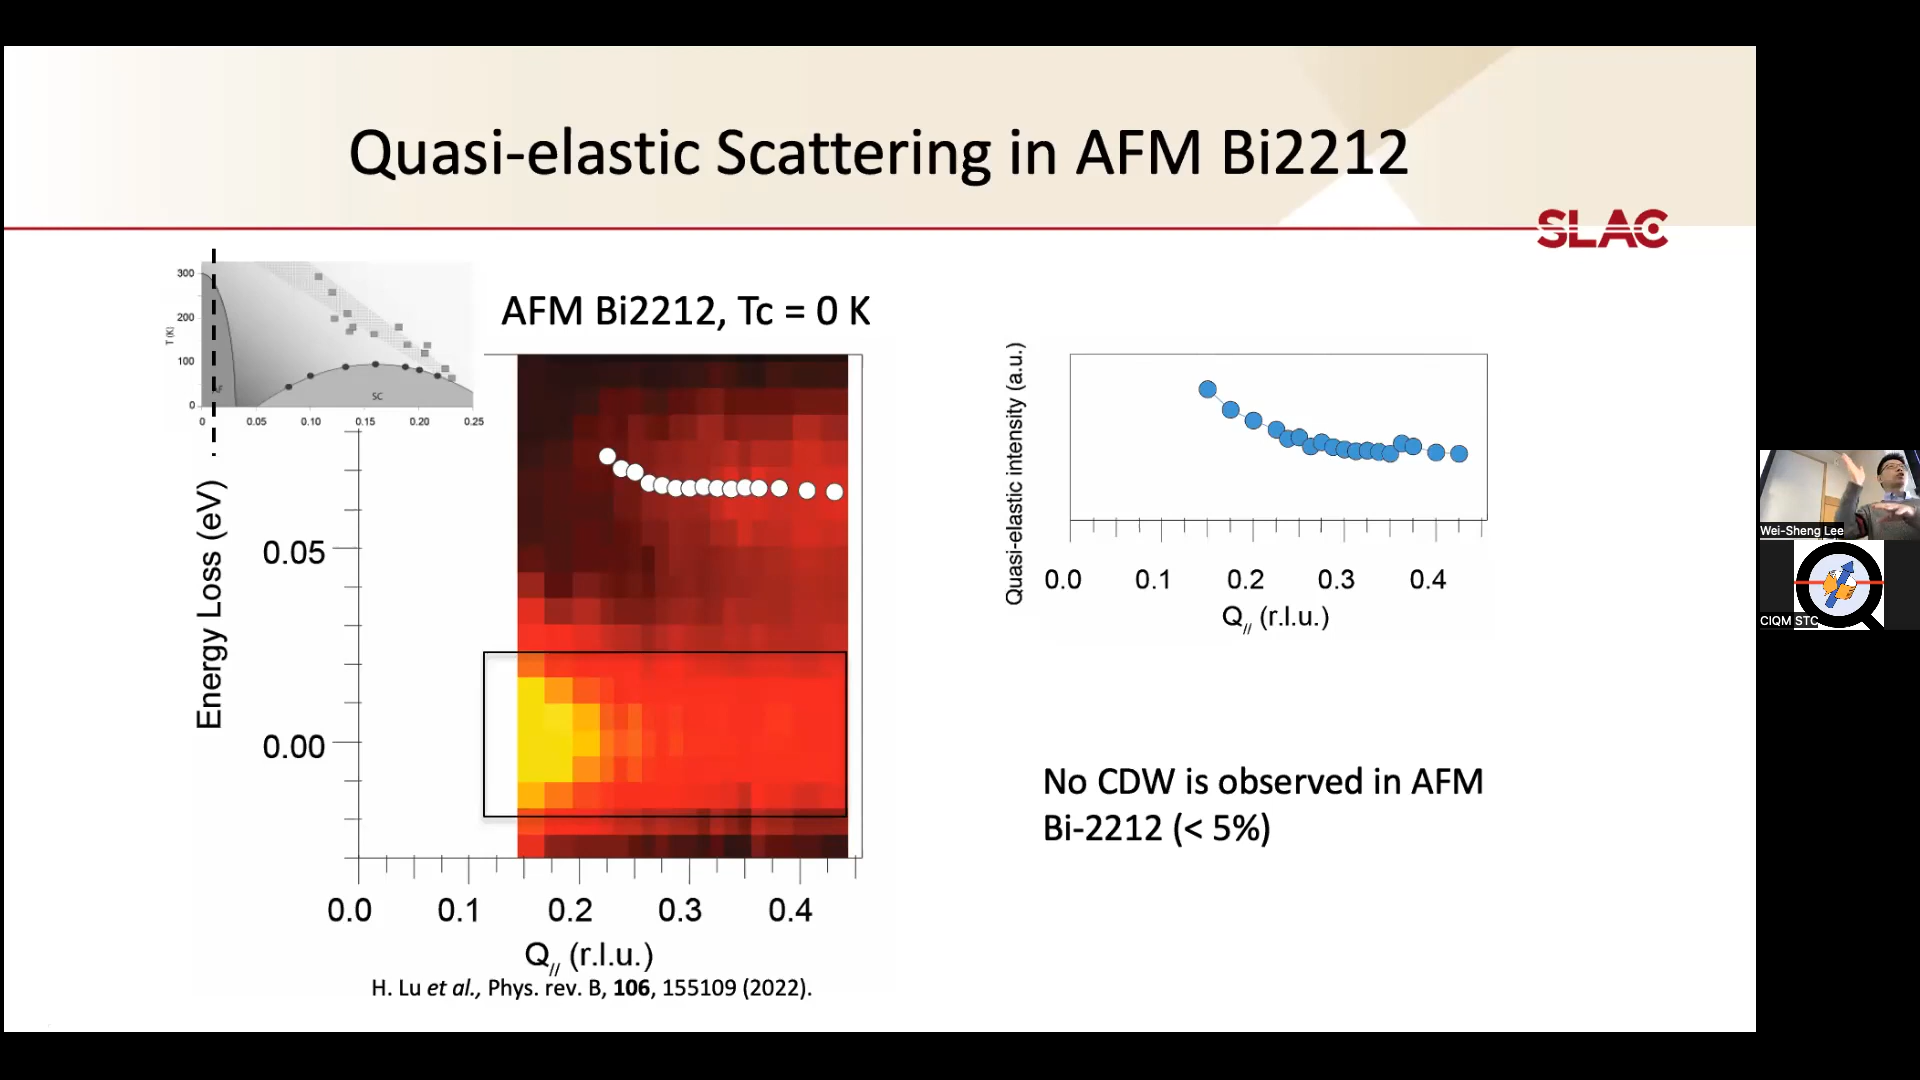 Quasi-elastic Scattering in AFM Bi2212
SLAC
300
200
100
0
T (K)
SC
0
0.05
0.10
0.15
0.20
0.25
AFM Bi2212, Tc = 0 K
Energy Loss (eV)
0.05
0.00
0.0
0.1
0.2
0.3
0.4
Q// (r.l.u.)
H. Lu et al., Phys. rev. B, 106, 155109 (2022).
Quasi-elastic intensity (a.u.)
0.0
0.1
0.2
0.3
0.4
Q// (r.l.u.)
No CDW is observed in AFM
Bi-2212 (< 5%)
Wei-Sheng Lee
CIQM STC